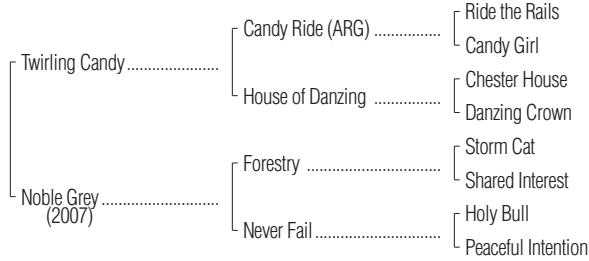 Ride the Rails
Candy Ride (ARG) ................
Candy Girl
Twirling Candy......................
Chester House
House of Danzing ................
Danzing Crown
Storm Cat
Forestry ................................
Shared Interest
Noble Grey ............................
(2007)
Holy Bull
Never Fail..............................
Peaceful Intention